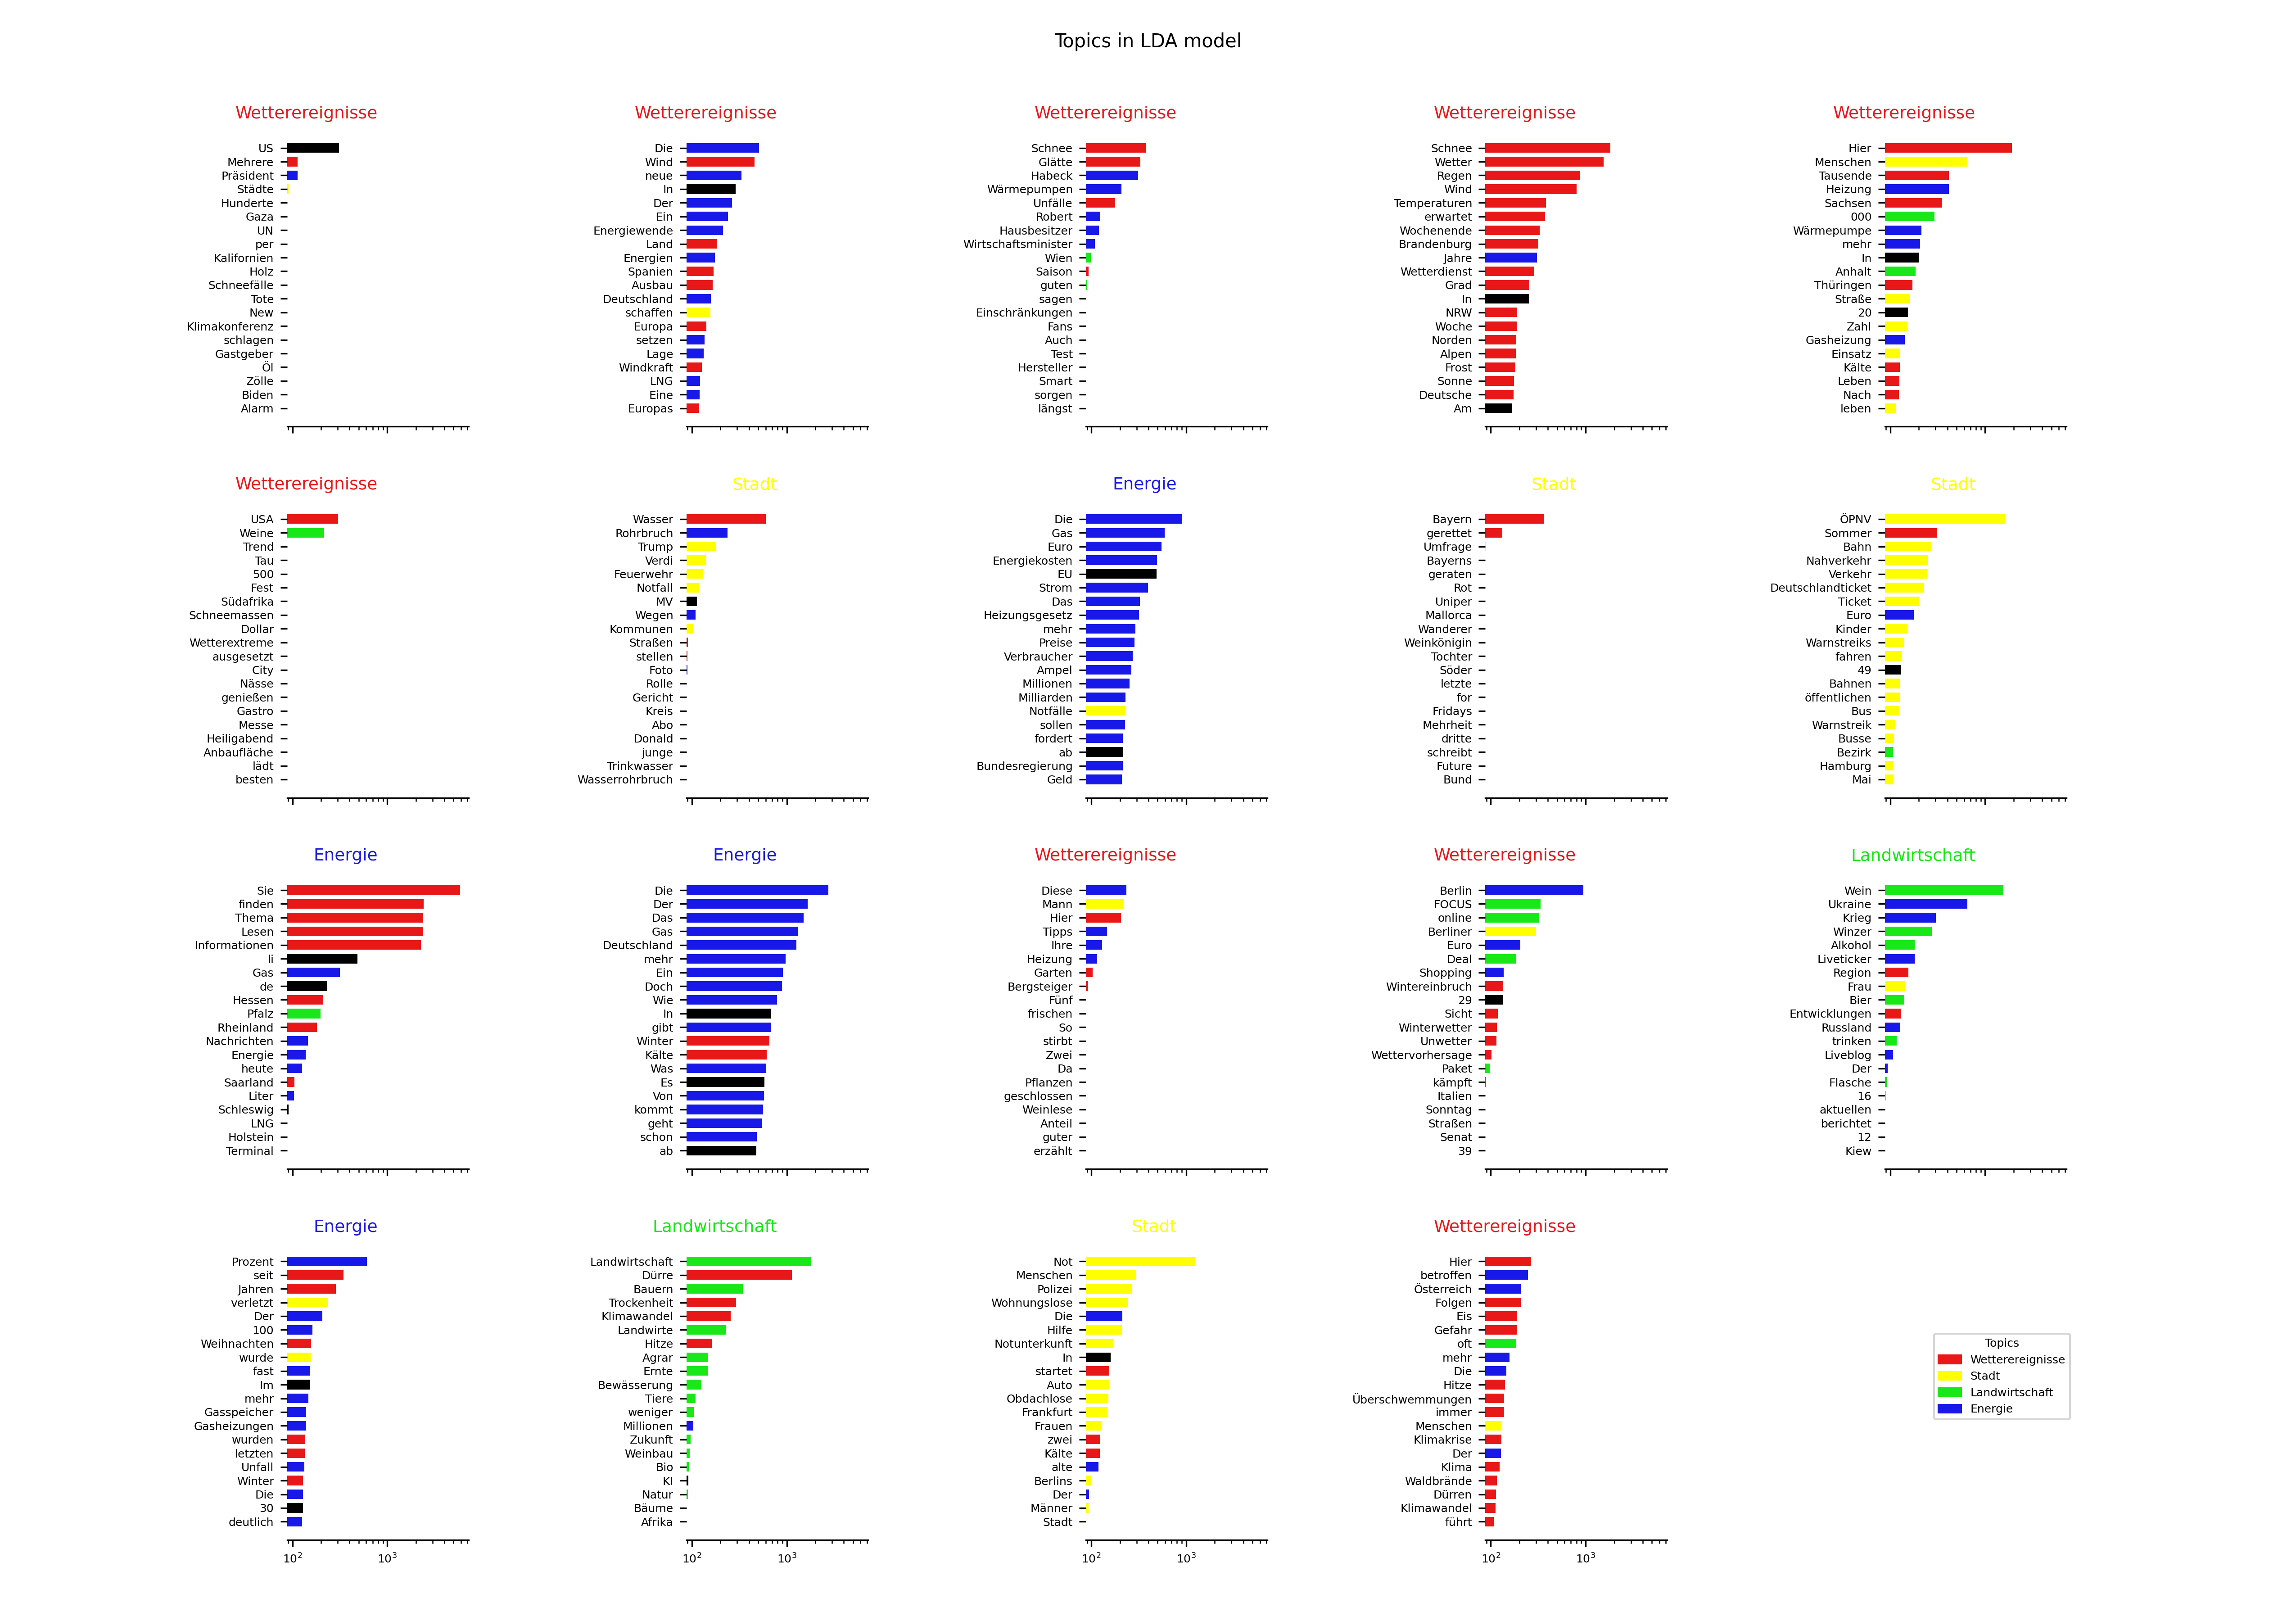 Topics in LDA model
Wetterereignisse
US
Mehrere
Präsident
Städte
Hunderte
Gaza
UN
per
Kalifornien
Holz
Schneefälle
Tote
New
Klimakonferenz
schlagen
Gastgeber
Öl
Zölle
Biden
Alarm
Wetterereignisse
Die
Wind
neue
In
Der
Ein
Energiewende
Land
Energien
Spanien
Ausbau
Deutschland
schaffen
Europa
setzen
Lage
Windkraft
LNG
Eine
Europas
Wetterereignisse
Schnee
Glätte
Habeck
Wärmepumpen
Unfälle
Robert
Hausbesitzer
Wirtschaftsminister
Wien
Saison
guten
sagen
Einschränkungen
Fans
Auch
Test
Hersteller
Smart
sorgen
längst
Wetterereignisse
Schnee
Wetter
Regen
Wind
Temperaturen
erwartet
Wochenende
Brandenburg
Jahre
Wetterdienst
Grad
In
NRW
Woche
Norden
Alpen
Frost
Sonne
Deutsche
Am
Wetterereignisse
Hier
Menschen
Tausende
Heizung
Sachsen
000
Wärmepumpe
mehr
In
Anhalt
Thüringen
Straße
20
Zahl
Gasheizung
Einsatz
Kälte
Leben
Nach
leben
Wetterereignisse
USA
Weine
Trend
Tau
500
Fest
Südafrika
Schneemassen
Dollar
Wetterextreme
ausgesetzt
City
Nässe
genießen
Gastro
Messe
Heiligabend
Anbaufläche
lädt
besten
Stadt
Wasser
Rohrbruch
Trump
Verdi
Feuerwehr
Notfall
MV
Wegen
Kommunen
Straßen
stellen
Foto
Rolle
Gericht
Kreis
Abo
Donald
junge
Trinkwasser
Wasserrohrbruch
Energie
Die
Gas
Euro
Energiekosten
EU
Strom
Das
Heizungsgesetz
mehr
Preise
Verbraucher
Ampel
Millionen
Milliarden
Notfälle
sollen
fordert
ab
Bundesregierung
Geld
Stadt
Bayern
gerettet
Umfrage
Bayerns
geraten
Rot
Uniper
Mallorca
Wanderer
Weinkönigin
Tochter
Söder
letzte
for
Fridays
Mehrheit
dritte
schreibt
Future
Bund
Stadt
ÖPNV
Sommer
Bahn
Nahverkehr
Verkehr
Deutschlandticket
Ticket
Euro
Kinder
Warnstreiks
fahren
49
Bahnen
öffentlichen
Bus
Warnstreik
Busse
Bezirk
Hamburg
Mai
Energie
Sie
finden
Thema
Lesen
Informationen
li
Gas
de
Hessen
Pfalz
Rheinland
Nachrichten
Energie
heute
Saarland
Liter
Schleswig
LNG
Holstein
Terminal
Energie
Die
Der
Das
Gas
Deutschland
mehr
Ein
Doch
Wie
In
gibt
Winter
Kälte
Was
Es
Von
kommt
geht
schon
ab
Wetterereignisse
Diese
Mann
Hier
Tipps
Ihre
Heizung
Garten
Bergsteiger
Fünf
frischen
So
stirbt
Zwei
Da
Pflanzen
geschlossen
Weinlese
Anteil
guter
erzählt
Wetterereignisse
Berlin
FOCUS
online
Berliner
Euro
Deal
Shopping
Wintereinbruch
29
Sicht
Winterwetter
Unwetter
Wettervorhersage
Paket
kämpft
Italien
Sonntag
Straßen
Senat
39
Landwirtschaft
Wein
Ukraine
Krieg
Winzer
Alkohol
Liveticker
Region
Frau
Bier
Entwicklungen
Russland
trinken
Liveblog
Der
Flasche
16
aktuellen
berichtet
12
Kiew
Energie
Prozent
seit
Jahren
verletzt
Der
100
Weihnachten
wurde
fast
Im
mehr
Gasspeicher
Gasheizungen
wurden
letzten
Unfall
Winter
Die
30
deutlich
10² 10³
Landwirtschaft
Landwirtschaft
Dürre
Bauern
Trockenheit
Klimawandel
Landwirte
Hitze
Agrar
Ernte
Bewässerung
Tiere
weniger
Millionen
Zukunft
Weinbau
Bio
KI
Natur
Bäume
Afrika
10² 10³
Stadt
Not
Menschen
Polizei
Wohnungslose
Die
Hilfe
Notunterkunft
In
startet
Auto
Obdachlose
Frankfurt
Frauen
zwei
Kälte
alte
Berlins
Der
Männer
Stadt
10² 10³
Wetterereignisse
Hier
betroffen
Österreich
Folgen
Eis
Gefahr
oft
mehr
Die
Hitze
Überschwemmungen
immer
Menschen
Klimakrise
Der
Klima
Waldbrände
Dürren
Klimawandel
führt
10² 10³
Topics
Wetterereignisse
Stadt
Landwirtschaft
Energie